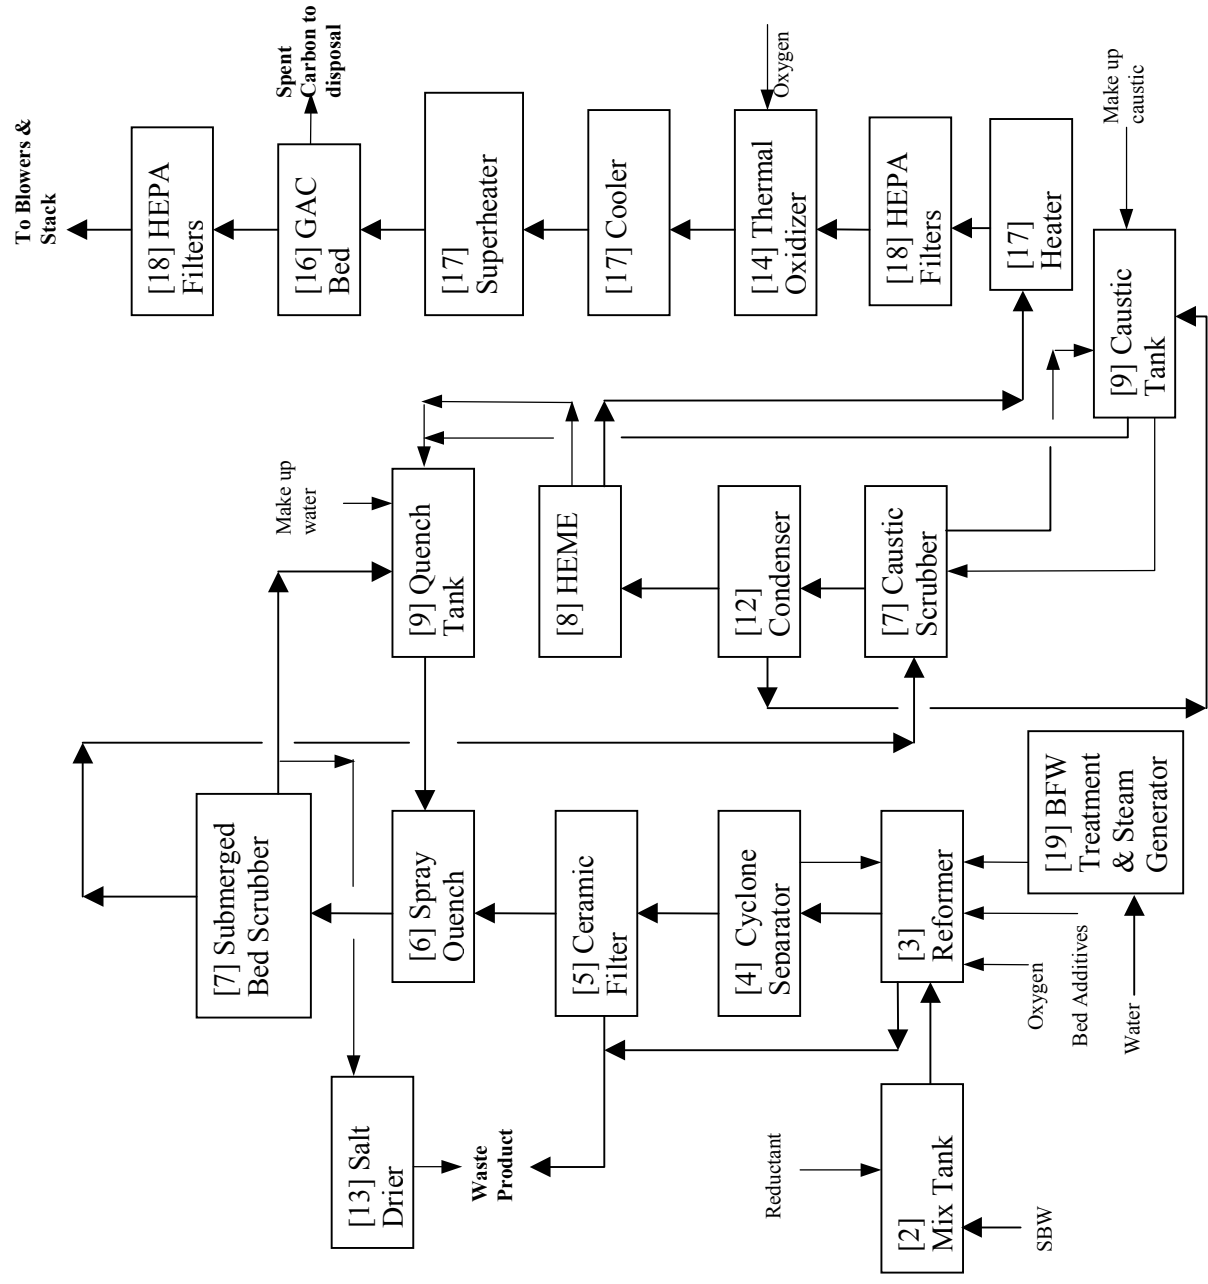 To Blowers &
Stack
[18] HEPA
Filters
Spent
Carbon to
disposal
[16] GAC
Bed
[17]
Superheater
[17] Cooler
Oxygen
[14] Thermal
Oxidizer
[18] HEPA
Filters
[17]
Heater
Make up
caustic
[9] Caustic
Tank
Make up
water
[9] Quench
Tank
[8] HEME
[12]
Condenser
[7] Caustic
Scrubber
[7] Submerged
Bed Scrubber
[6] Spray
Quench
[5] Ceramic
Filter
[4] Cyclone
Separator
[3]
Reformer
[19] BFW
Treatment
& Steam
Generator
Oxygen
Bed Additives
Water
[13] Salt
Drier
Waste
Product
Reductant
[2]
Mix Tank
SBW